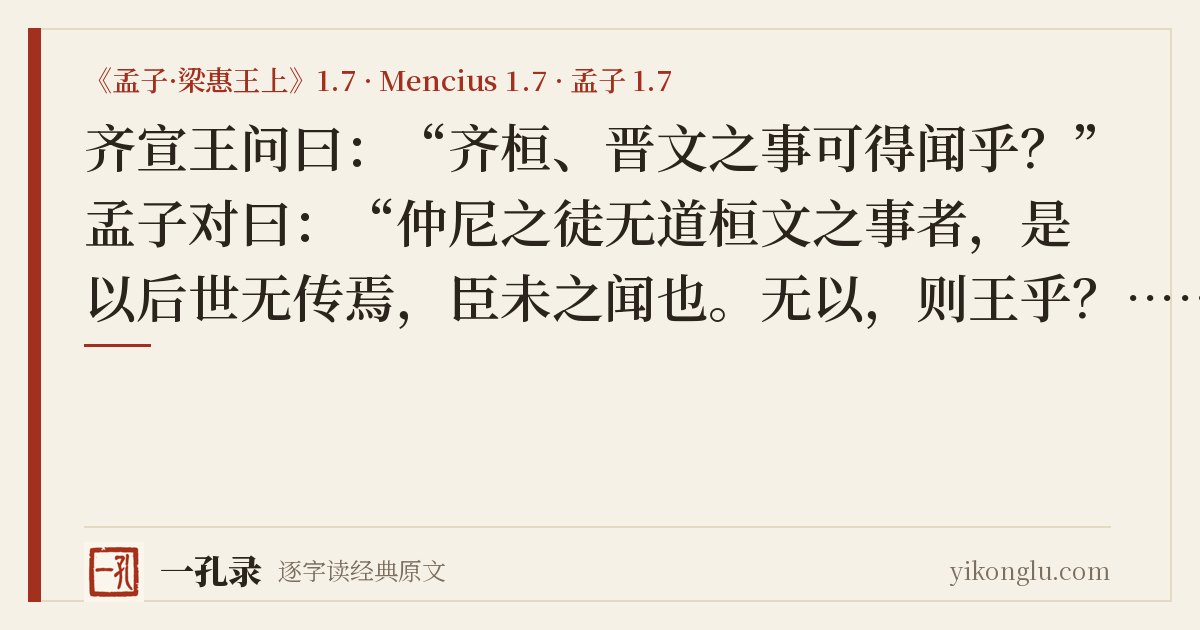 《孟子·梁惠王上》1.7 · Mencius 1.7 · 孟子 1.7
齐宣王问曰：“齐桓、晋文之事可得闻乎？”
孟子对曰：“仲尼之徒无道桓文之事者，是
以后世无传焉，臣未之闻也。无以，则王乎？……
一孔
一孔录 逐字读经典原文
yikonglu.com